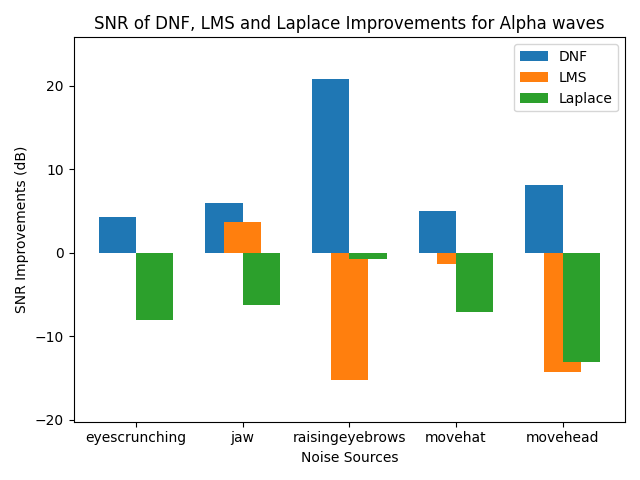 SNR of DNF, LMS and Laplace Improvements for Alpha waves
DNF
LMS
Laplace
SNR Improvements (dB)
20
10
0
−10
−20
eyescrunching jaw raisingeyebrows movehat movehead
Noise Sources